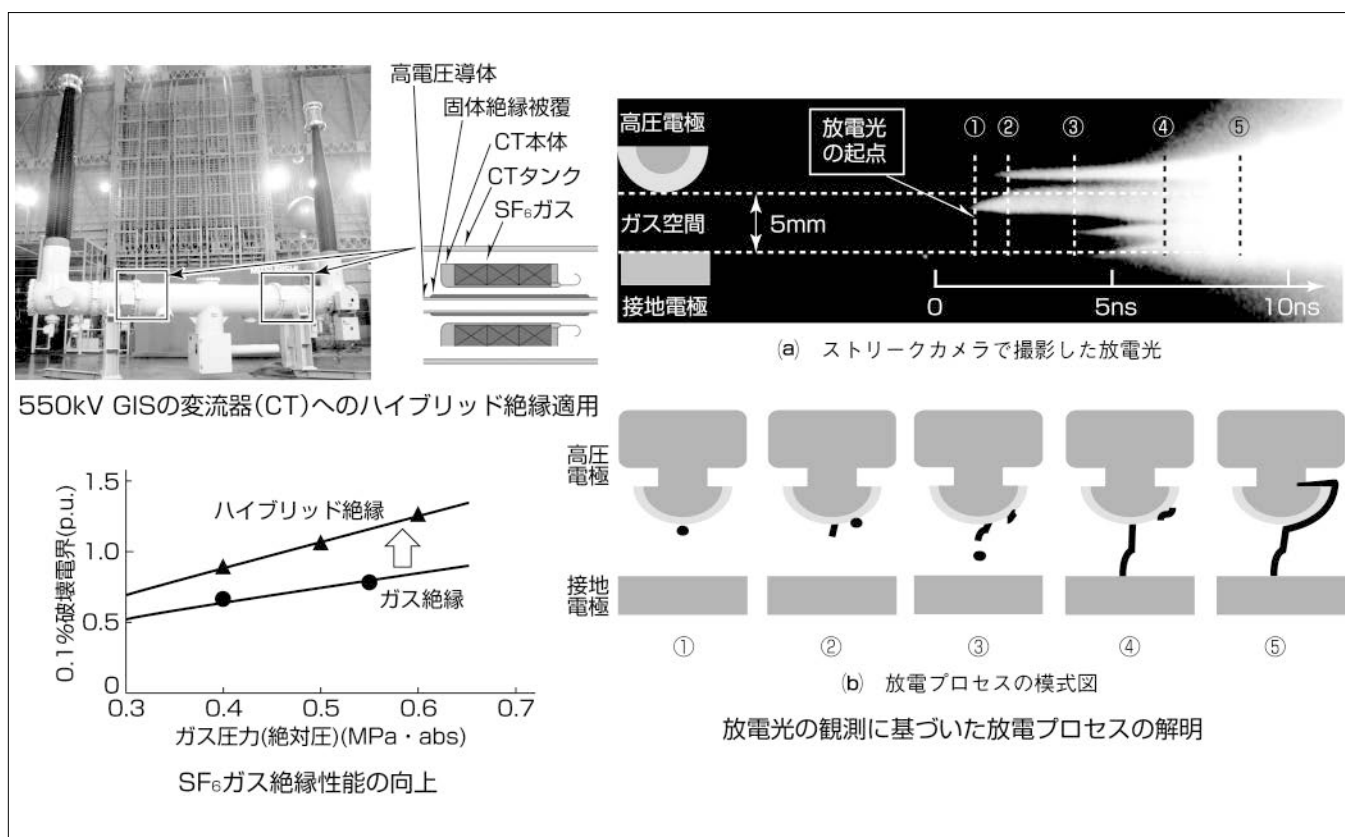 高電圧導体
固体絶縁被覆
CT本体
CTタンク
SF₆ガス
550kV GISの変流器(CT)へのハイブリッド絶縁適用
0.1%破壊電界(p.u.)
1.5
1.0
0.5
0
ハイブリッド絶縁
ガス絶縁
0.3 0.4 0.5 0.6 0.7
ガス圧力(絶対圧)(MPa・abs)
SF₆ガス絶縁性能の向上
高圧電極
放電光
の起点
① ② ③ ④ ⑤
ガス空間
5mm
接地電極
0 5ns 10ns
(a) ストリークカメラで撮影した放電光
高圧
電極
接地
電極
① ② ③ ④ ⑤
(b) 放電プロセスの模式図
放電光の観測に基づいた放電プロセスの解明